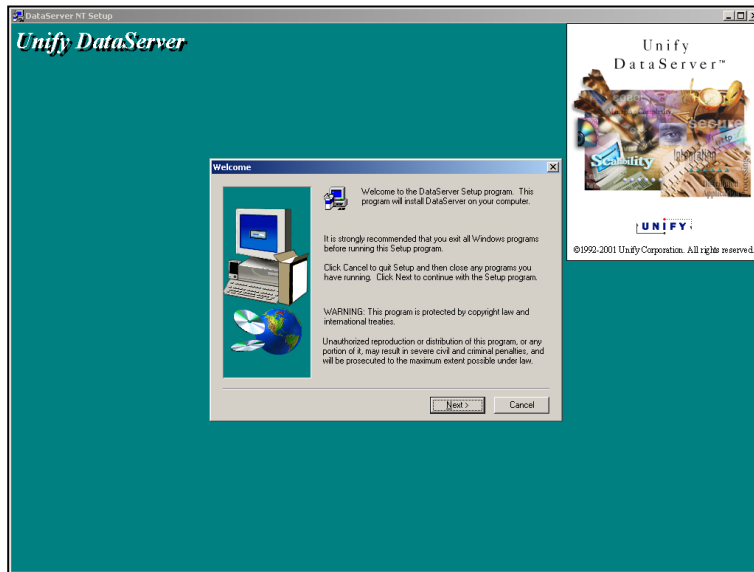 DataServer NT Setup
Unify DataServer
Unify
DataServer™
secure
http
Scalability
Integration
UNIFY
©1992-2001 Unify Corporation. All rights reserved.
Welcome
Welcome to the DataServer Setup program. This
program will install DataServer on your computer.
It is strongly recommended that you exit all Windows programs
before running this Setup program.
Click Cancel to quit Setup and then close any programs you
have running. Click Next to continue with the Setup program.
WARNING: This program is protected by copyright law and
international treaties.
Unauthorized reproduction or distribution of this program, or any
portion of it, may result in severe civil and criminal penalties, and
will be prosecuted to the maximum extent possible under law.
Next >
Cancel